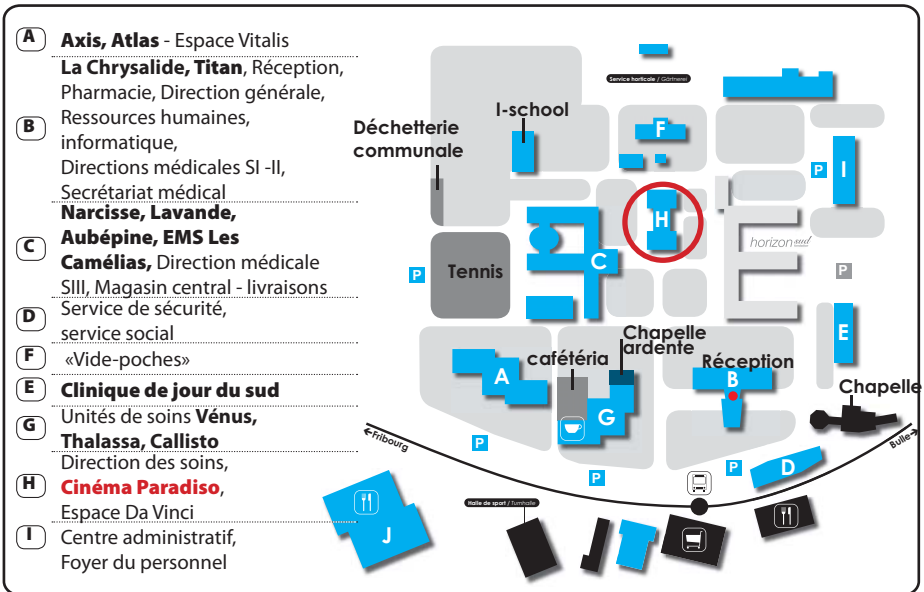 A Axis, Atlas - Espace Vitalis
La Chrysalide, Titan, Réception,
Pharmacie, Direction générale,
B Ressources humaines,
informatique,
Directions médicales SI -II,
Secrétariat médical
Narcisse, Lavande,
C Aubépine, EMS Les
Camélias, Direction médicale
SIII, Magasin central - livraisons
D Service de sécurité,
service social
F «Vide-poches»
E Clinique de jour du sud
G Unités de soins Vénus,
Thalassa, Callisto
Direction des soins,
H Cinéma Paradiso,
Espace Da Vinci
I Centre administratif,
Foyer du personnel
Service horticole / Gärtnerei
I-school
Déchetterie
communale
F
P
I
H
horizon sud
C
Tennis
P
P
E
Chapelle
ardente
cafétéria
Réception
A
B
Chapelle
G
Fribourg
Bulle
P
P
P
D
Halle de sport / Turnhalle
J